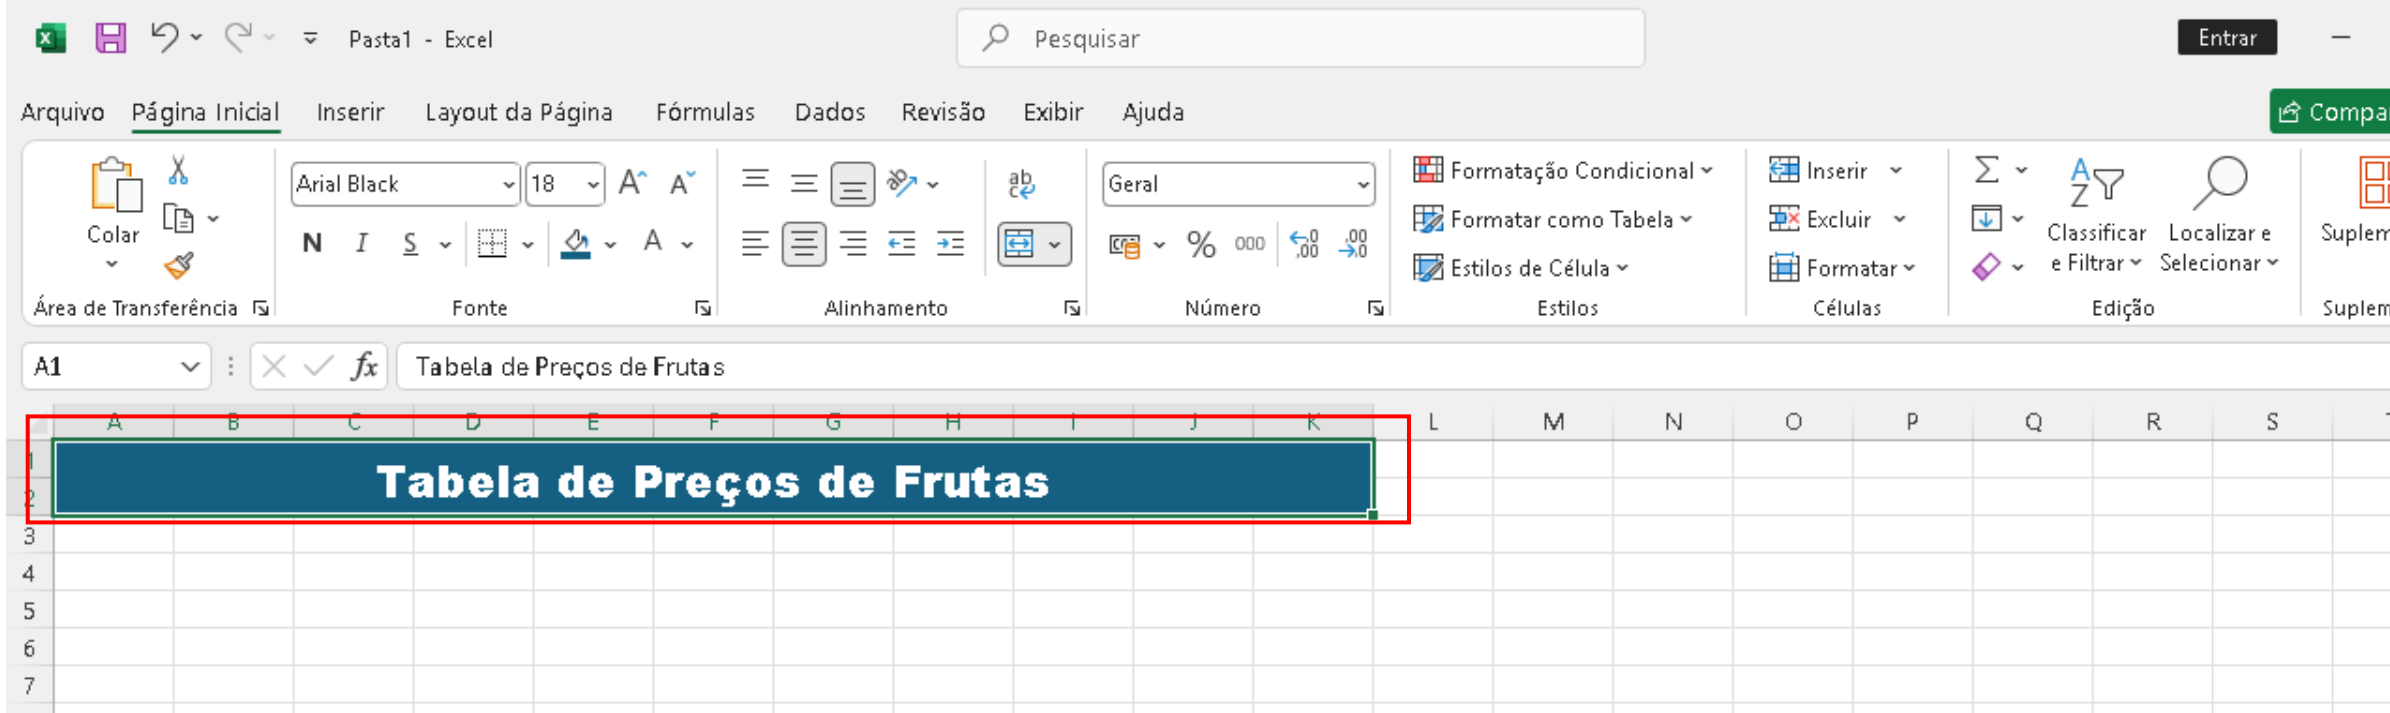 Pasta1 - Excel
Pesquisar
Entrar
Arquivo Página Inicial Inserir Layout da Página Fórmulas Dados Revisão Exibir Ajuda
Colar
Área de Transferência
Arial Black 18
N I S
Fonte
Alinhamento
Geral
% 000
Número
Formatação Condicional
Formatar como Tabela
Estilos de Célula
Estilos
Inserir
Excluir
Formatar
Células
Classificar e Filtrar
Localizar e Selecionar
Edição
A1 fx Tabela de Preços de Frutas
A B C D E F G H I J K L M N O P Q R S
1
Tabela de Preços de Frutas
2
3
4
5
6
7